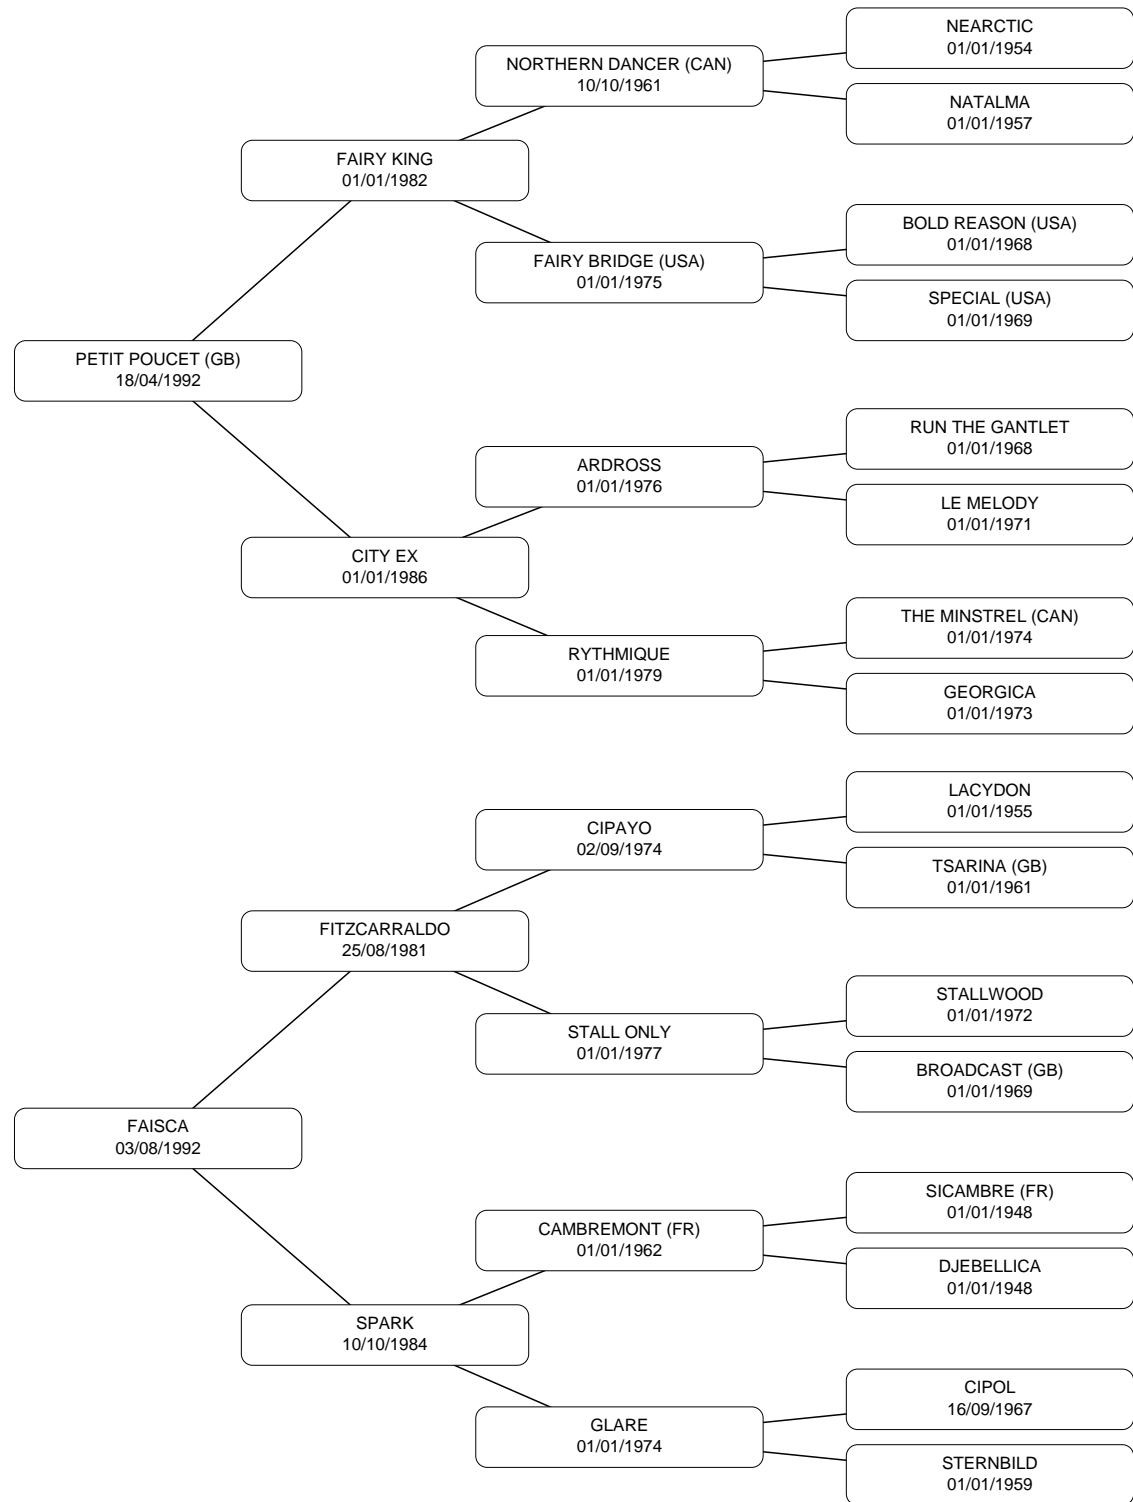 NEARCTIC
01/01/1954
NORTHERN DANCER (CAN)
10/10/1961
NATALMA
01/01/1957
FAIRY KING
01/01/1982
BOLD REASON (USA)
01/01/1968
FAIRY BRIDGE (USA)
01/01/1975
SPECIAL (USA)
01/01/1969
PETIT POUCET (GB)
18/04/1992
RUN THE GANTLET
01/01/1968
ARDROSS
01/01/1976
LE MELODY
01/01/1971
CITY EX
01/01/1986
THE MINSTREL (CAN)
01/01/1974
RYTHMIQUE
01/01/1979
GEORGICA
01/01/1973
LACYDON
01/01/1955
CIPAYO
02/09/1974
TSARINA (GB)
01/01/1961
FITZCARRALDO
25/08/1981
STALLWOOD
01/01/1972
STALL ONLY
01/01/1977
BROADCAST (GB)
01/01/1969
FAISCA
03/08/1992
SICAMBRE (FR)
01/01/1948
CAMBREMONT (FR)
01/01/1962
DJEBELLICA
01/01/1948
SPARK
10/10/1984
CIPOL
16/09/1967
GLARE
01/01/1974
STERNBILD
01/01/1959